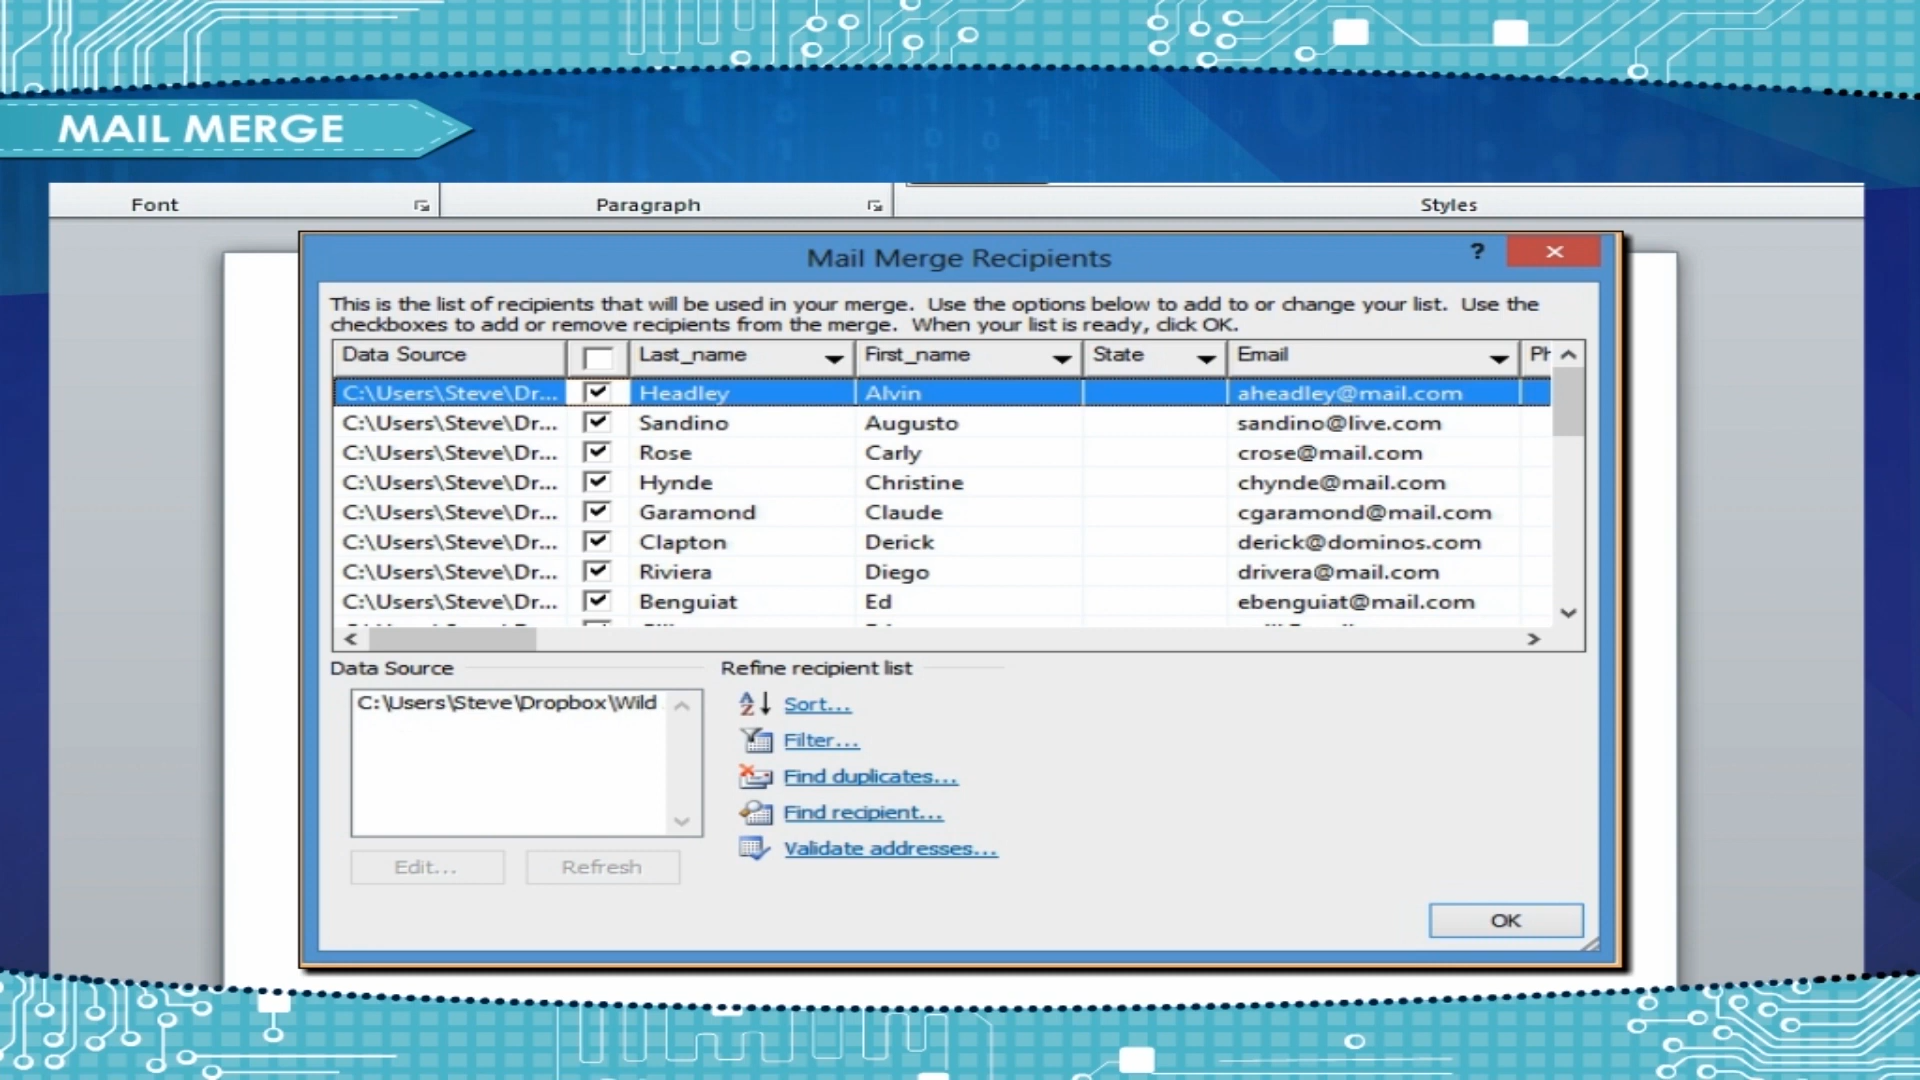 MAIL MERGE
Font Paragraph Styles
Mail Merge Recipients ?
This is the list of recipients that will be used in your merge. Use the options below to add to or change your list. Use the
checkboxes to add or remove recipients from the merge. When your list is ready, click OK.
Data Source Last_name First_name State Email
C:\Users\Steve\Dr... Headley Alvin aheadley@mail.com
C:\Users\Steve\Dr... Sandino Augusto sandino@live.com
C:\Users\Steve\Dr... Rose Carly crose@mail.com
C:\Users\Steve\Dr... Hynde Christine chynde@mail.com
C:\Users\Steve\Dr... Garamond Claude cgaramond@mail.com
C:\Users\Steve\Dr... Clapton Derick derick@dominos.com
C:\Users\Steve\Dr... Riviera Diego drivera@mail.com
C:\Users\Steve\Dr... Benguiat Ed ebenguiat@mail.com
Data Source
C:\Users\Steve\Dropbox\Wild
Edit... Refresh
Refine recipient list
Sort...
Filter...
Find duplicates...
Find recipient...
Validate addresses...
OK